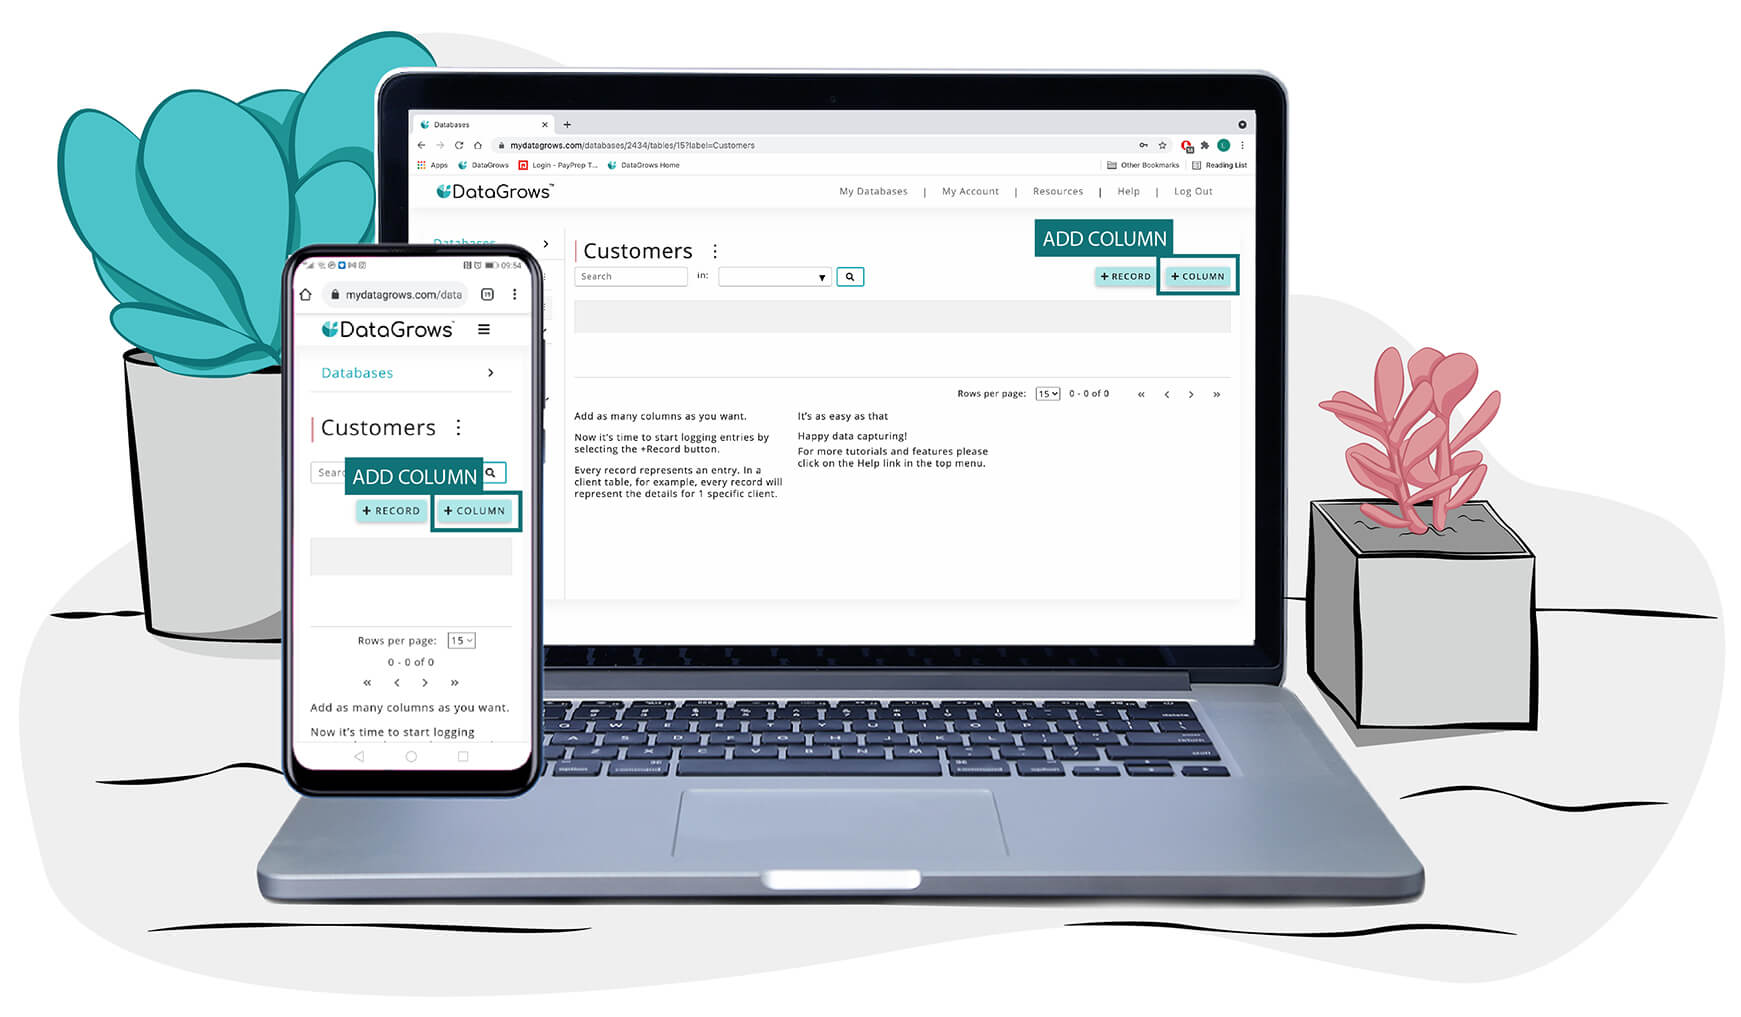 Databases
mydatagrows.com/databases/2434/tables/15?label=Customers
Apps DataGrows Login - PayPrep T... DataGrows Home Other Bookmarks Reading List
DataGrows™
My Databases | My Account | Resources | Help | Log Out
Databases
Customers
ADD COLUMN
Search in:
+ RECORD + COLUMN
Rows per page: 15 0 - 0 of 0 « < > »
Add as many columns as you want.
Now it's time to start logging entries by
selecting the +Record button.
Every record represents an entry. In a
client table, for example, every record will
represent the details for 1 specific client.
It's as easy as that
Happy data capturing!
For more tutorials and features please
click on the Help link in the top menu.
09:54
mydatagrows.com/data
DataGrows™
Databases
Customers
ADD COLUMN
+ RECORD + COLUMN
Rows per page: 15
0 - 0 of 0
« < > »
Add as many columns as you want.
Now it's time to start logging
option command command option